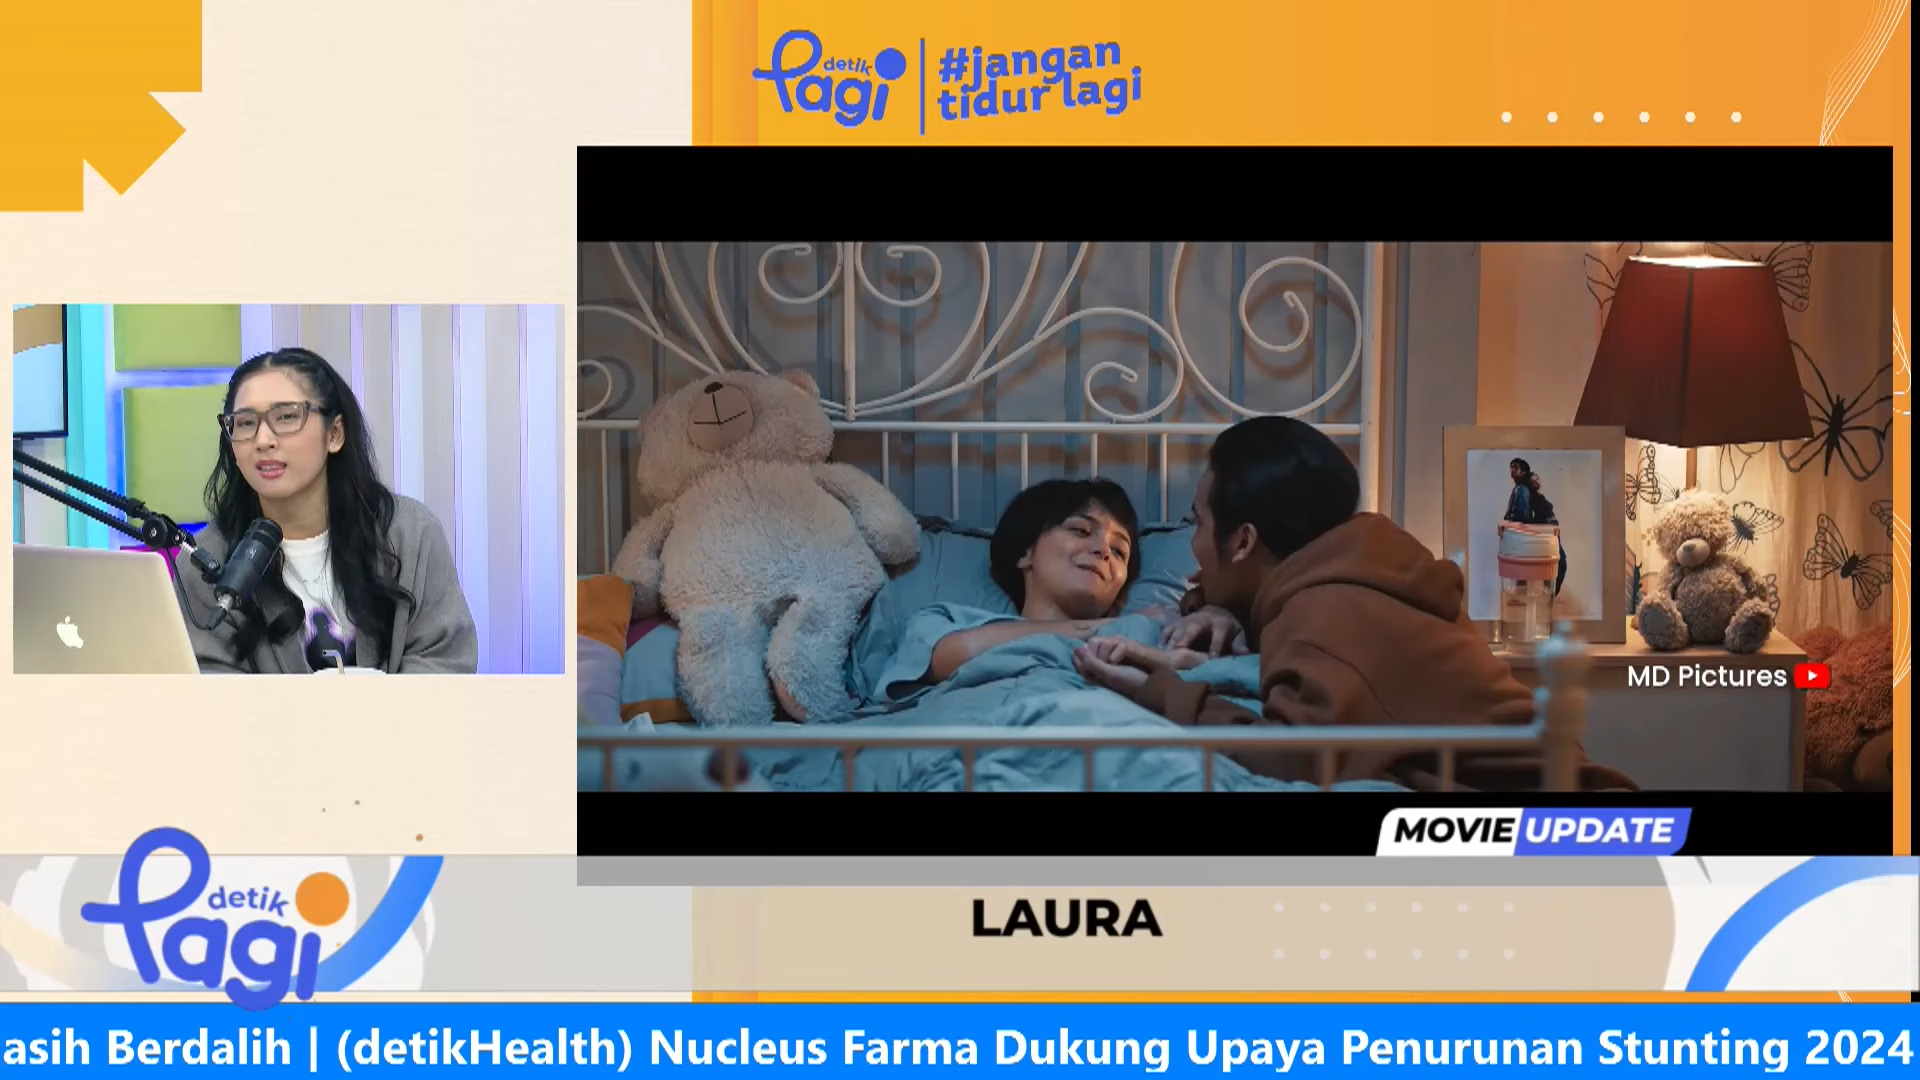 detik
Pagi
#jangan
tidur lagi
MD Pictures
MOVIE UPDATE
detik
Pagi
LAURA
asih Berdalih | (detikHealth) Nucleus Farma Dukung Upaya Penurunan Stunting 2024